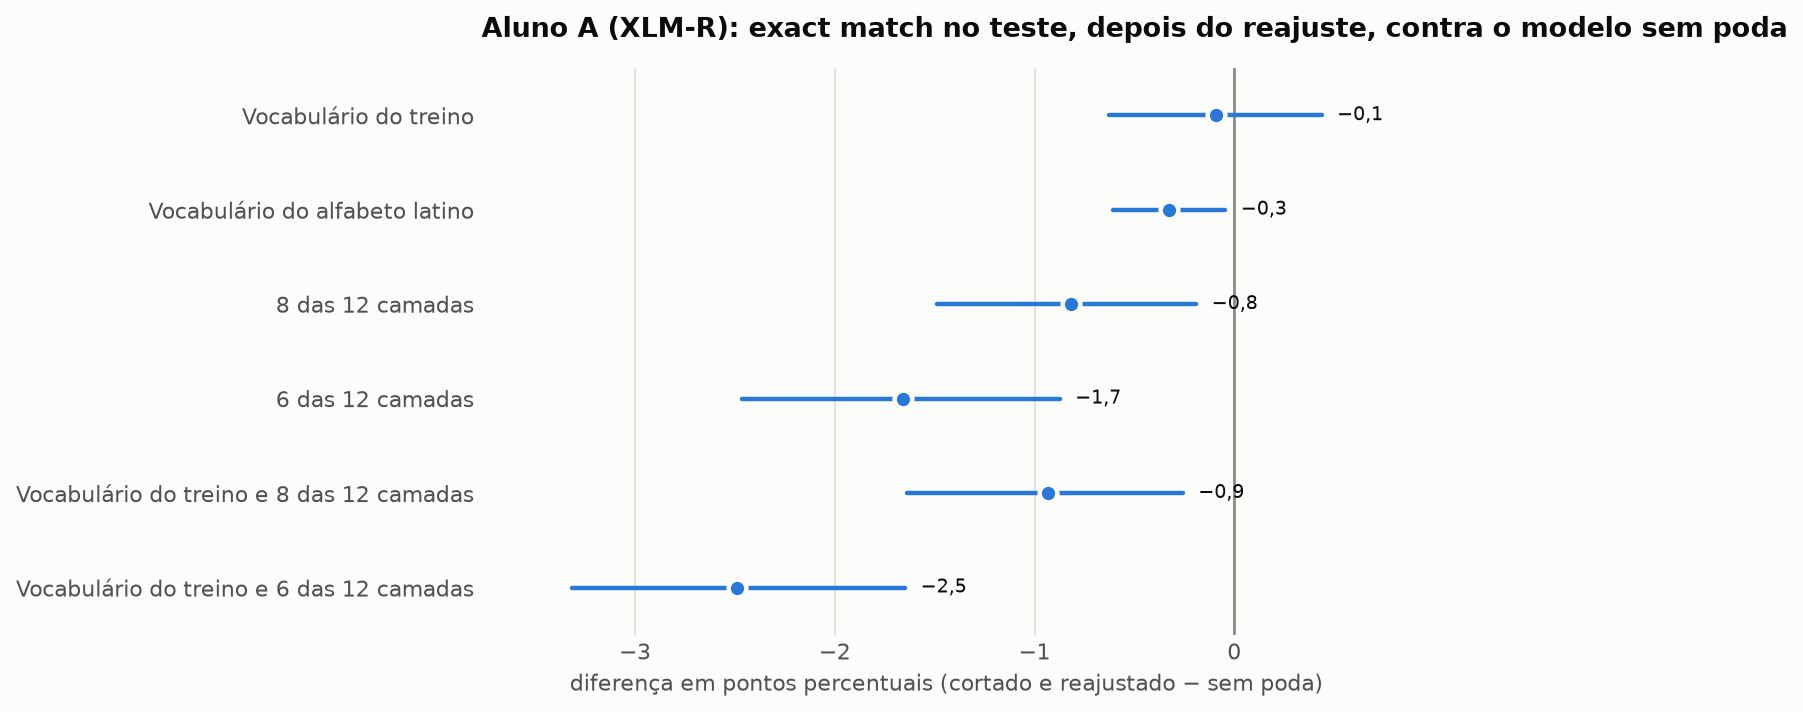 Aluno A (XLM-R): exact match no teste, depois do reajuste, contra o modelo sem poda
Vocabulário do treino −0,1
Vocabulário do alfabeto latino −0,3
8 das 12 camadas −0,8
6 das 12 camadas −1,7
Vocabulário do treino e 8 das 12 camadas −0,9
Vocabulário do treino e 6 das 12 camadas −2,5
−3 −2 −1 0
diferença em pontos percentuais (cortado e reajustado − sem poda)